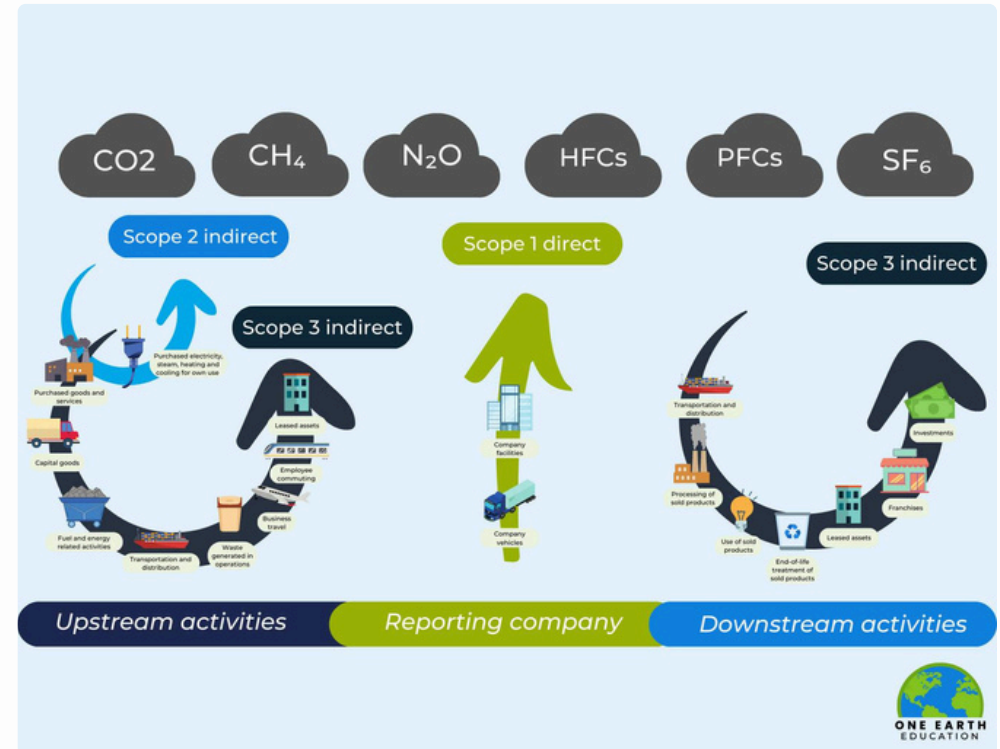 CO2
CH₄
N₂O
HFCs
PFCs
SF₆
Scope 2 indirect
Scope 1 direct
Scope 3 indirect
Scope 3 indirect
Purchased electricity,
steam, heating and
cooling for own use
Purchased goods and
services
Capital goods
Fuel and energy
related activities
Transportation and
distribution
Waste
generated in
operations
Business
travel
Employee
commuting
Leased assets
Company
facilities
Company
vehicles
Transportation and
distribution
Processing of
sold products
Use of sold
products
End-of-life
treatment of
sold products
Leased assets
Franchises
Investments
Upstream activities
Reporting company
Downstream activities
ONE EARTH
EDUCATION